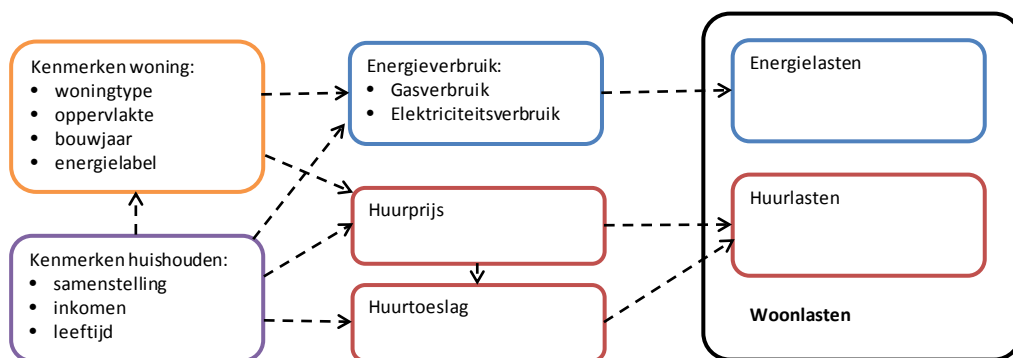 Kenmerken woning:
• woningtype
• oppervlakte
• bouwjaar
• energielabel
Kenmerken huishouden:
• samenstelling
• inkomen
• leeftijd
Energieverbruik:
• Gasverbruik
• Elektriciteitsverbruik
Huurprijs
Huurtoeslag
Energielasten
Huurlasten
Woonlasten